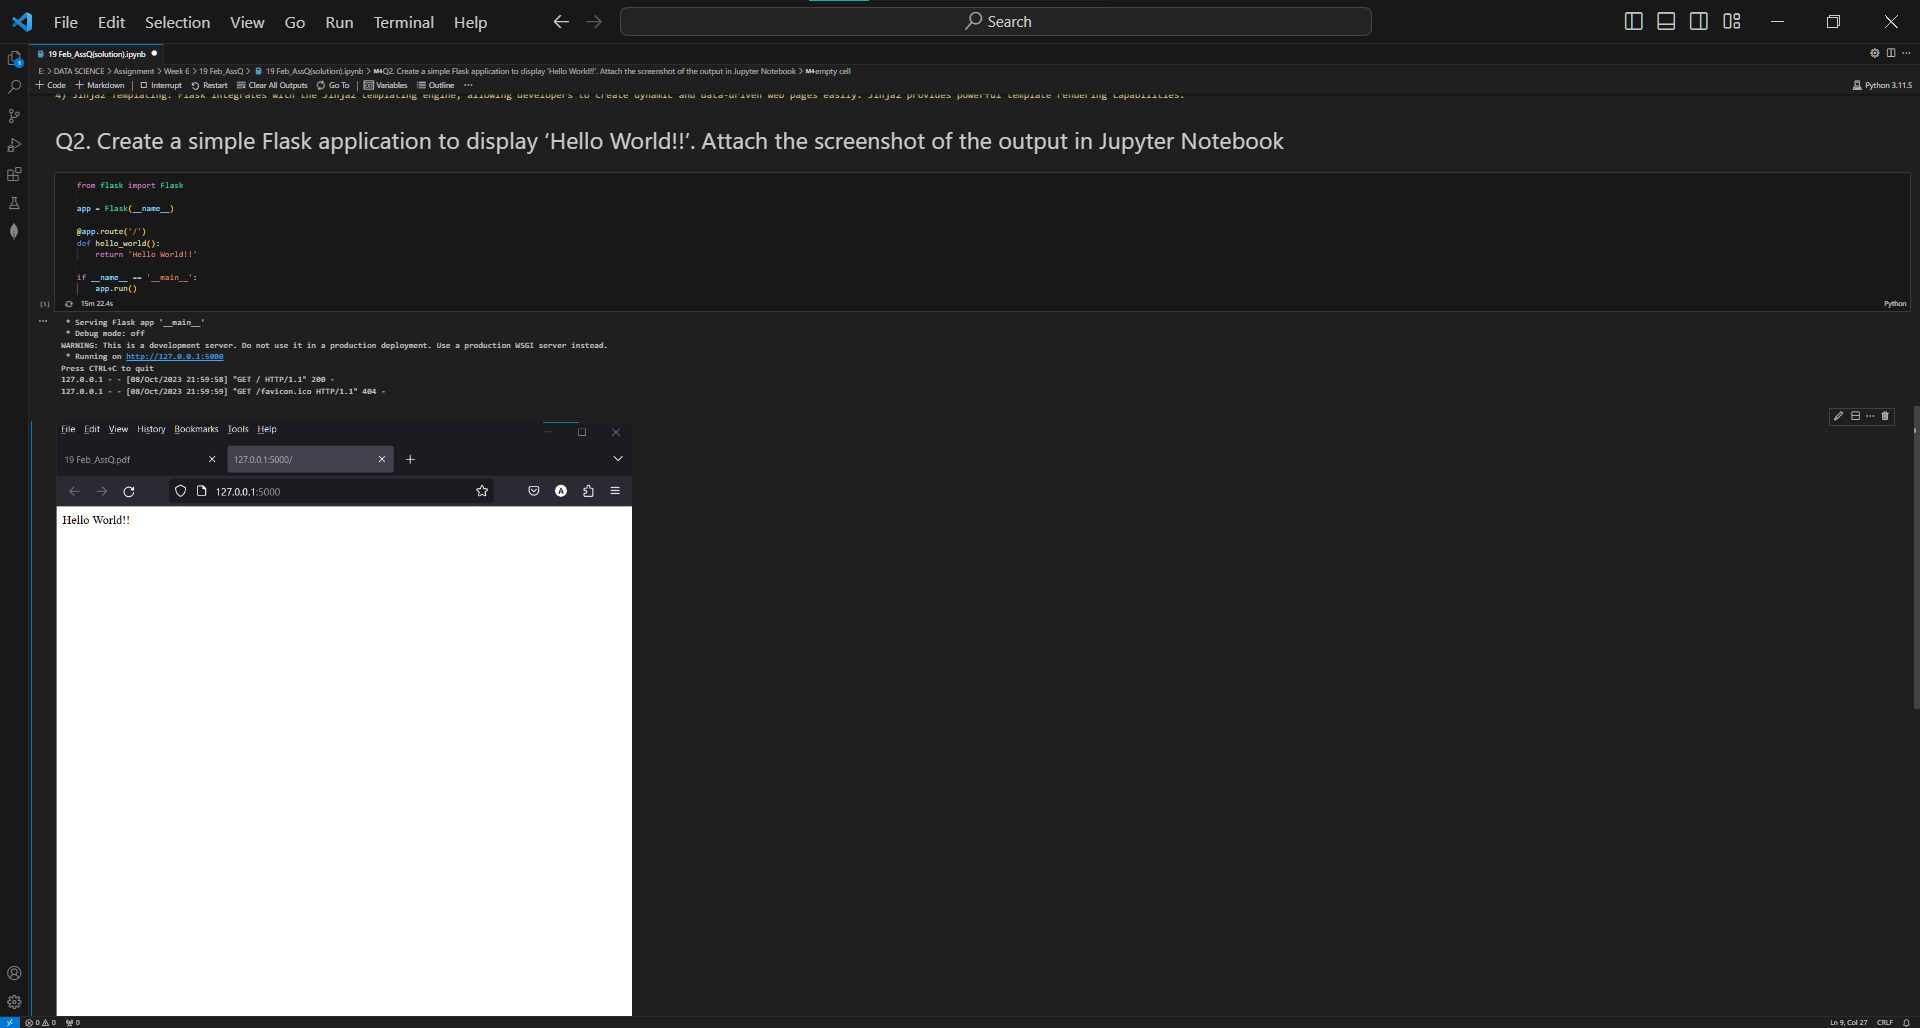 File Edit Selection View Go Run Terminal Help
Search
19 Feb_AssQ(solution).ipynb
E: > DATA SCIENCE > Assignment > Week 6 > 19 Feb_AssQ > 19 Feb_AssQ(solution).ipynb > M↓Q2. Create a simple Flask application to display 'Hello World!!'. Attach the screenshot of the output in Jupyter Notebook > M↓empty cell
+ Code + Markdown | Interrupt Restart Clear All Outputs Go To | Variables Outline ...
Python 3.11.5
4) Jinja2 Templating: Flask integrates with the Jinja2 templating engine, allowing developers to create dynamic and data-driven web pages easily. Jinja2 provides powerful template rendering capabilities.
Q2. Create a simple Flask application to display ‘Hello World!!’. Attach the screenshot of the output in Jupyter Notebook
from flask import Flask
app = Flask(__name__)
@app.route('/')
def hello_world():
return 'Hello World!!'
if __name__ == '__main__':
app.run()
[1]
15m 22.4s
Python
* Serving Flask app '__main__'
* Debug mode: off
WARNING: This is a development server. Do not use it in a production deployment. Use a production WSGI server instead.
* Running on http://127.0.0.1:5000
Press CTRL+C to quit
127.0.0.1 - - [08/Oct/2023 21:59:58] "GET / HTTP/1.1" 200 -
127.0.0.1 - - [08/Oct/2023 21:59:59] "GET /favicon.ico HTTP/1.1" 404 -
File Edit View History Bookmarks Tools Help
19 Feb_AssQ.pdf
127.0.0.1:5000/
127.0.0.1:5000
A
Hello World!!
0 0 0
Ln 9, Col 27 CRLF